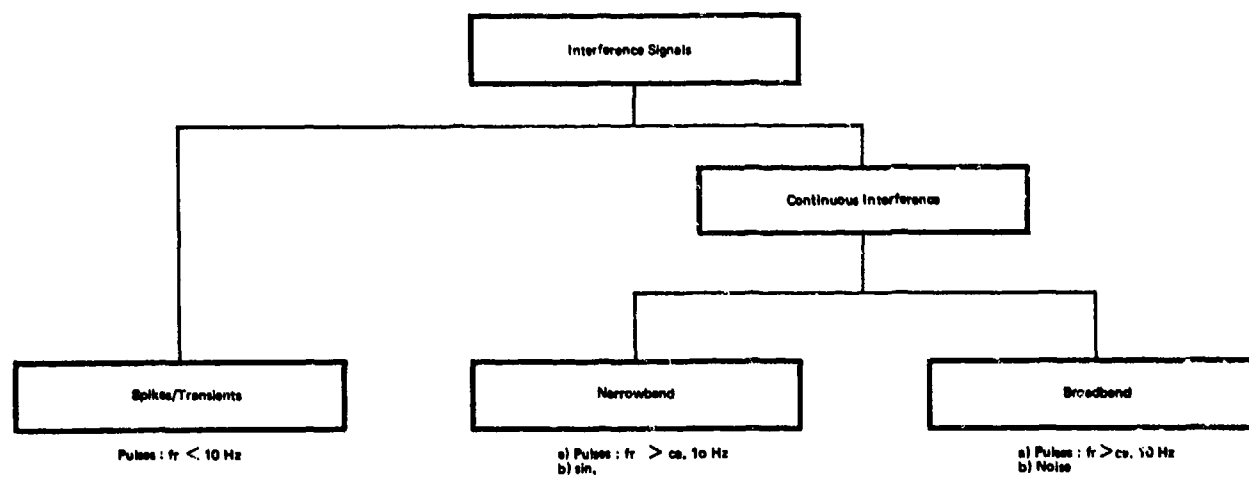 Interference Signals
Continuous Interference
Spikes/Transients
Narrowband
Broadband
Pulses : fr < 10 Hz
a) Pulses : fr > ca. 10 Hz
b) sin.
a) Pulses : fr > ca. 10 Hz
b) Noise